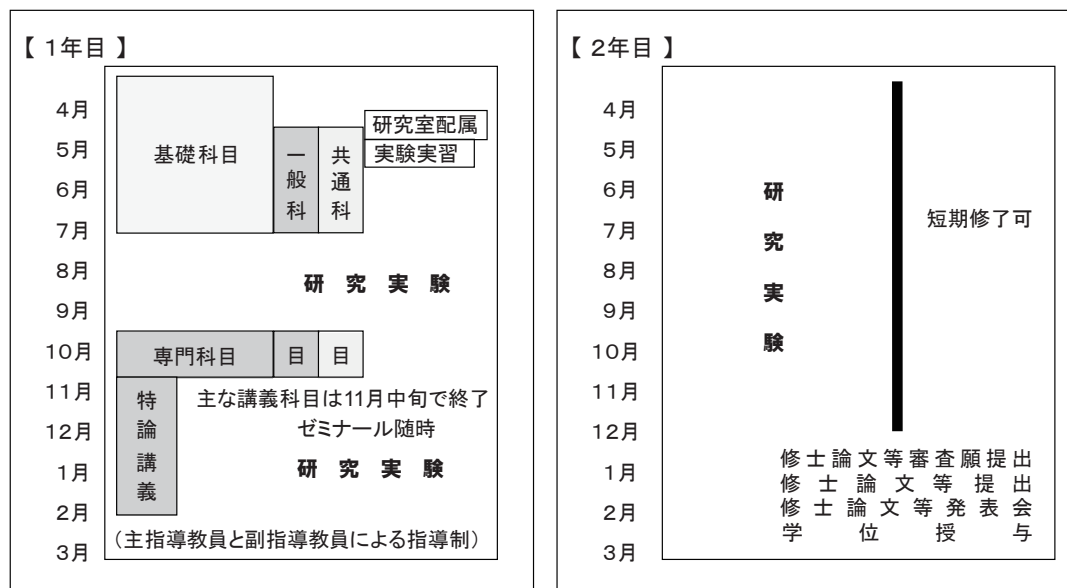 【 1年目 】
4月
5月
6月
7月
8月
9月
10月
11月
12月
1月
2月
3月
基礎科目
一般科
共通科
研究室配属
実験実習
研 究 実 験
専門科目
目
目
特論講義
主な講義科目は11月中旬で終了
ゼミナール随時
研 究 実 験
（主指導教員と副指導教員による指導制）
【 2年目 】
4月
5月
6月
7月
8月
9月
10月
11月
12月
1月
2月
3月
研究実験
短期修了可
修士論文等審査願提出
修士論文等提出
修士論文等発表会
学位授与